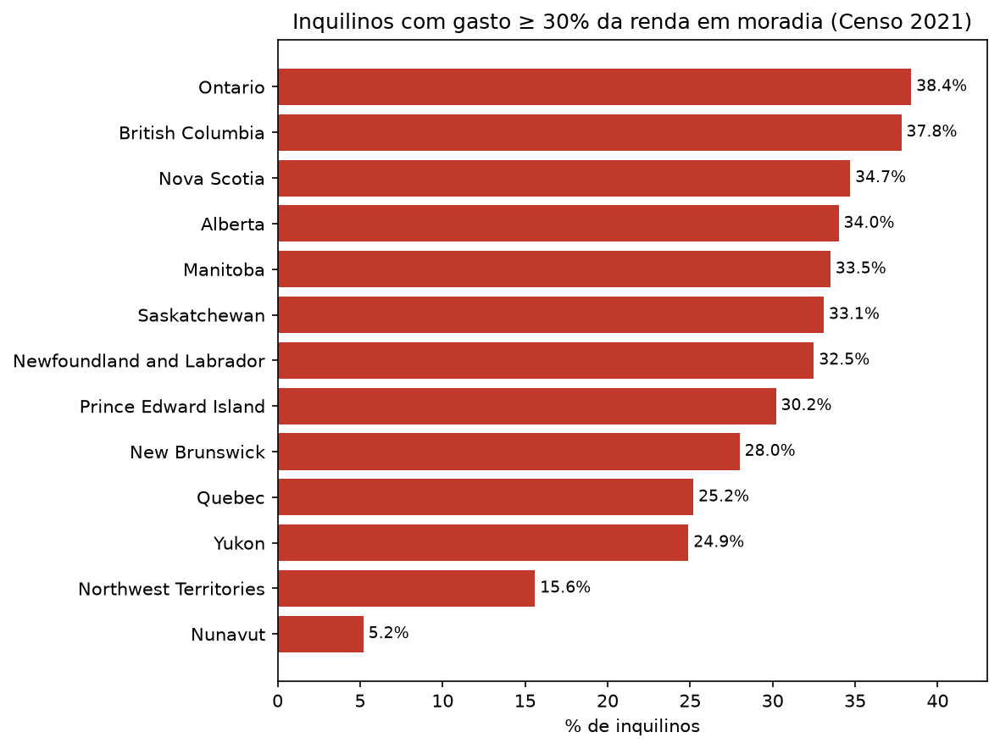 Inquilinos com gasto ≥ 30% da renda em moradia (Censo 2021)
Ontario 38.4%
British Columbia 37.8%
Nova Scotia 34.7%
Alberta 34.0%
Manitoba 33.5%
Saskatchewan 33.1%
Newfoundland and Labrador 32.5%
Prince Edward Island 30.2%
New Brunswick 28.0%
Quebec 25.2%
Yukon 24.9%
Northwest Territories 15.6%
Nunavut 5.2%
0 5 10 15 20 25 30 35 40
% de inquilinos